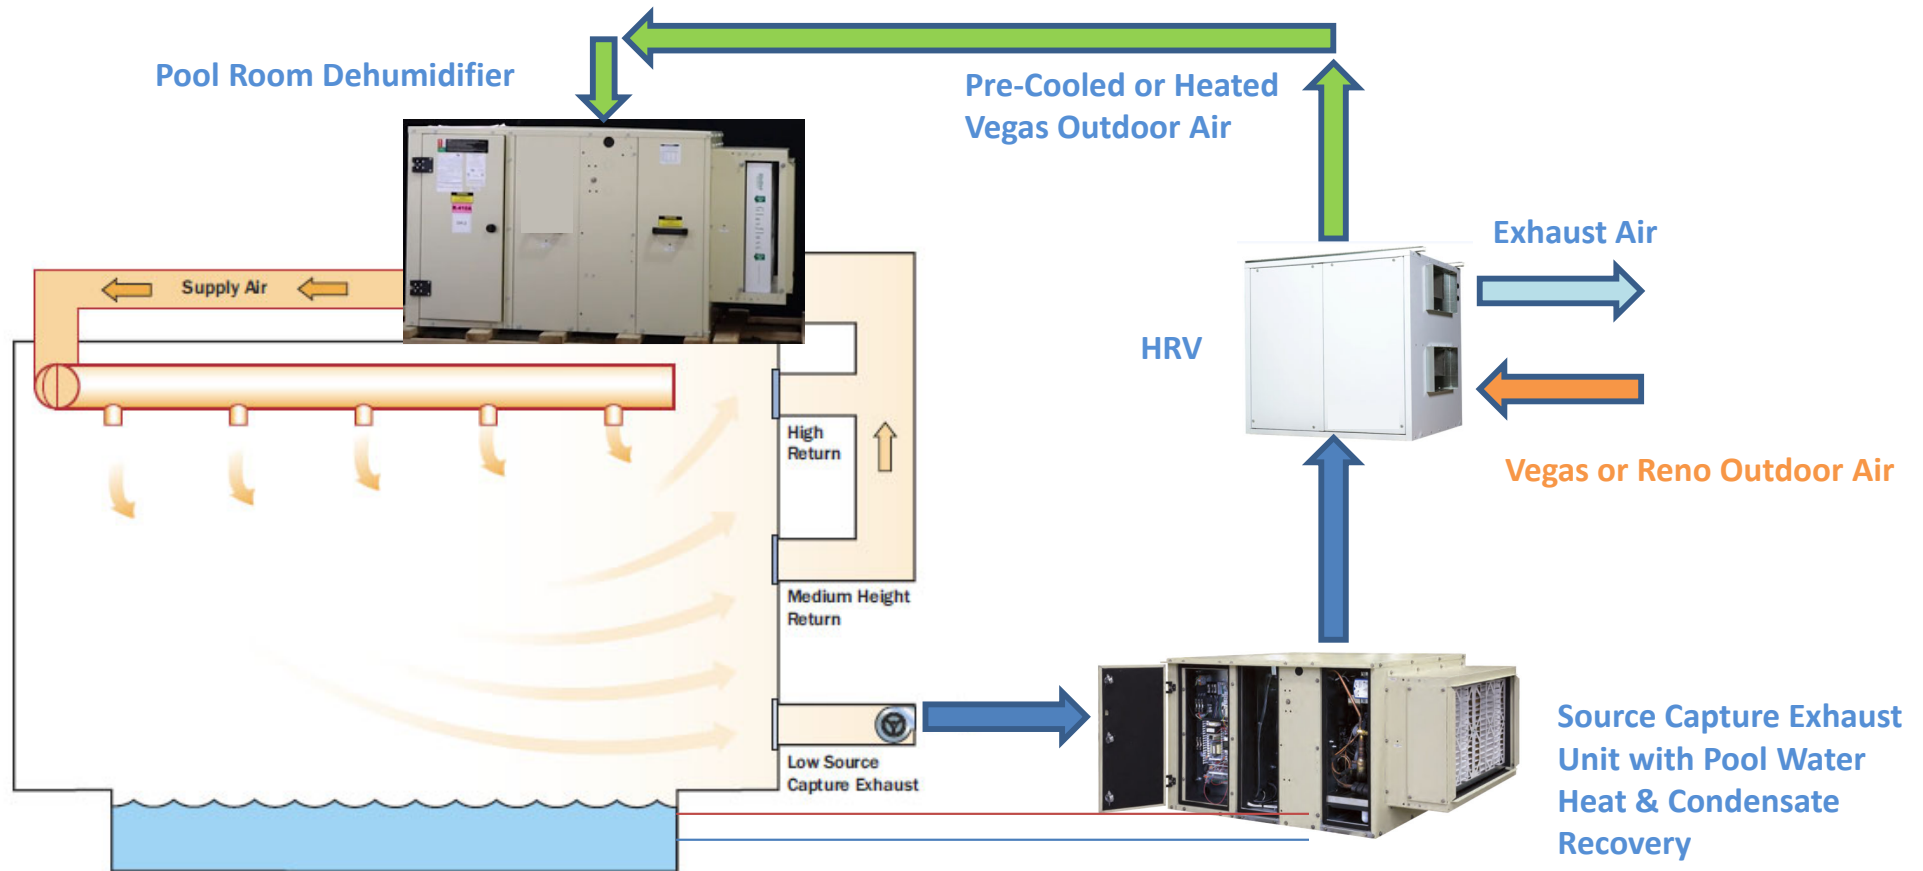 Pool Room Dehumidifier
Pre-Cooled or Heated
Vegas Outdoor Air
Exhaust Air
Supply Air
HRV
High
Return
Vegas or Reno Outdoor Air
Medium Height
Return
Low Source
Capture Exhaust
Source Capture Exhaust
Unit with Pool Water
Heat & Condensate
Recovery